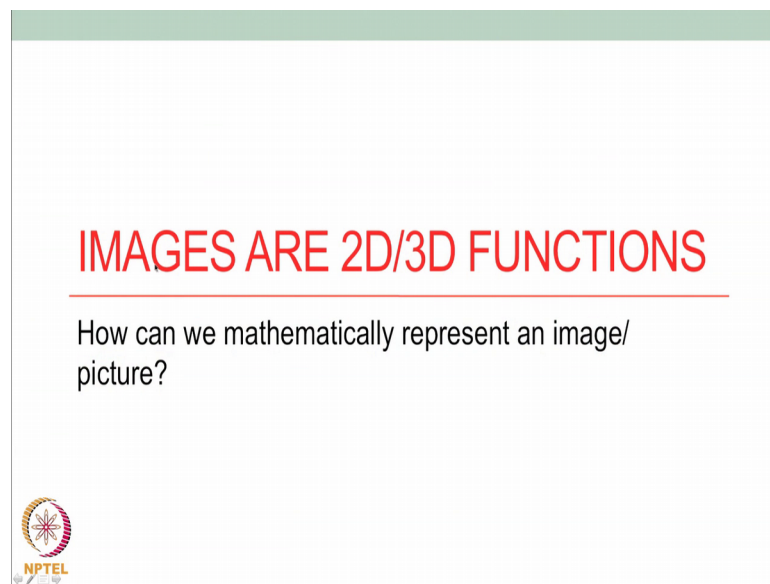 IMAGES ARE 2D/3D FUNCTIONS
How can we mathematically represent an image/
picture?
NPTEL